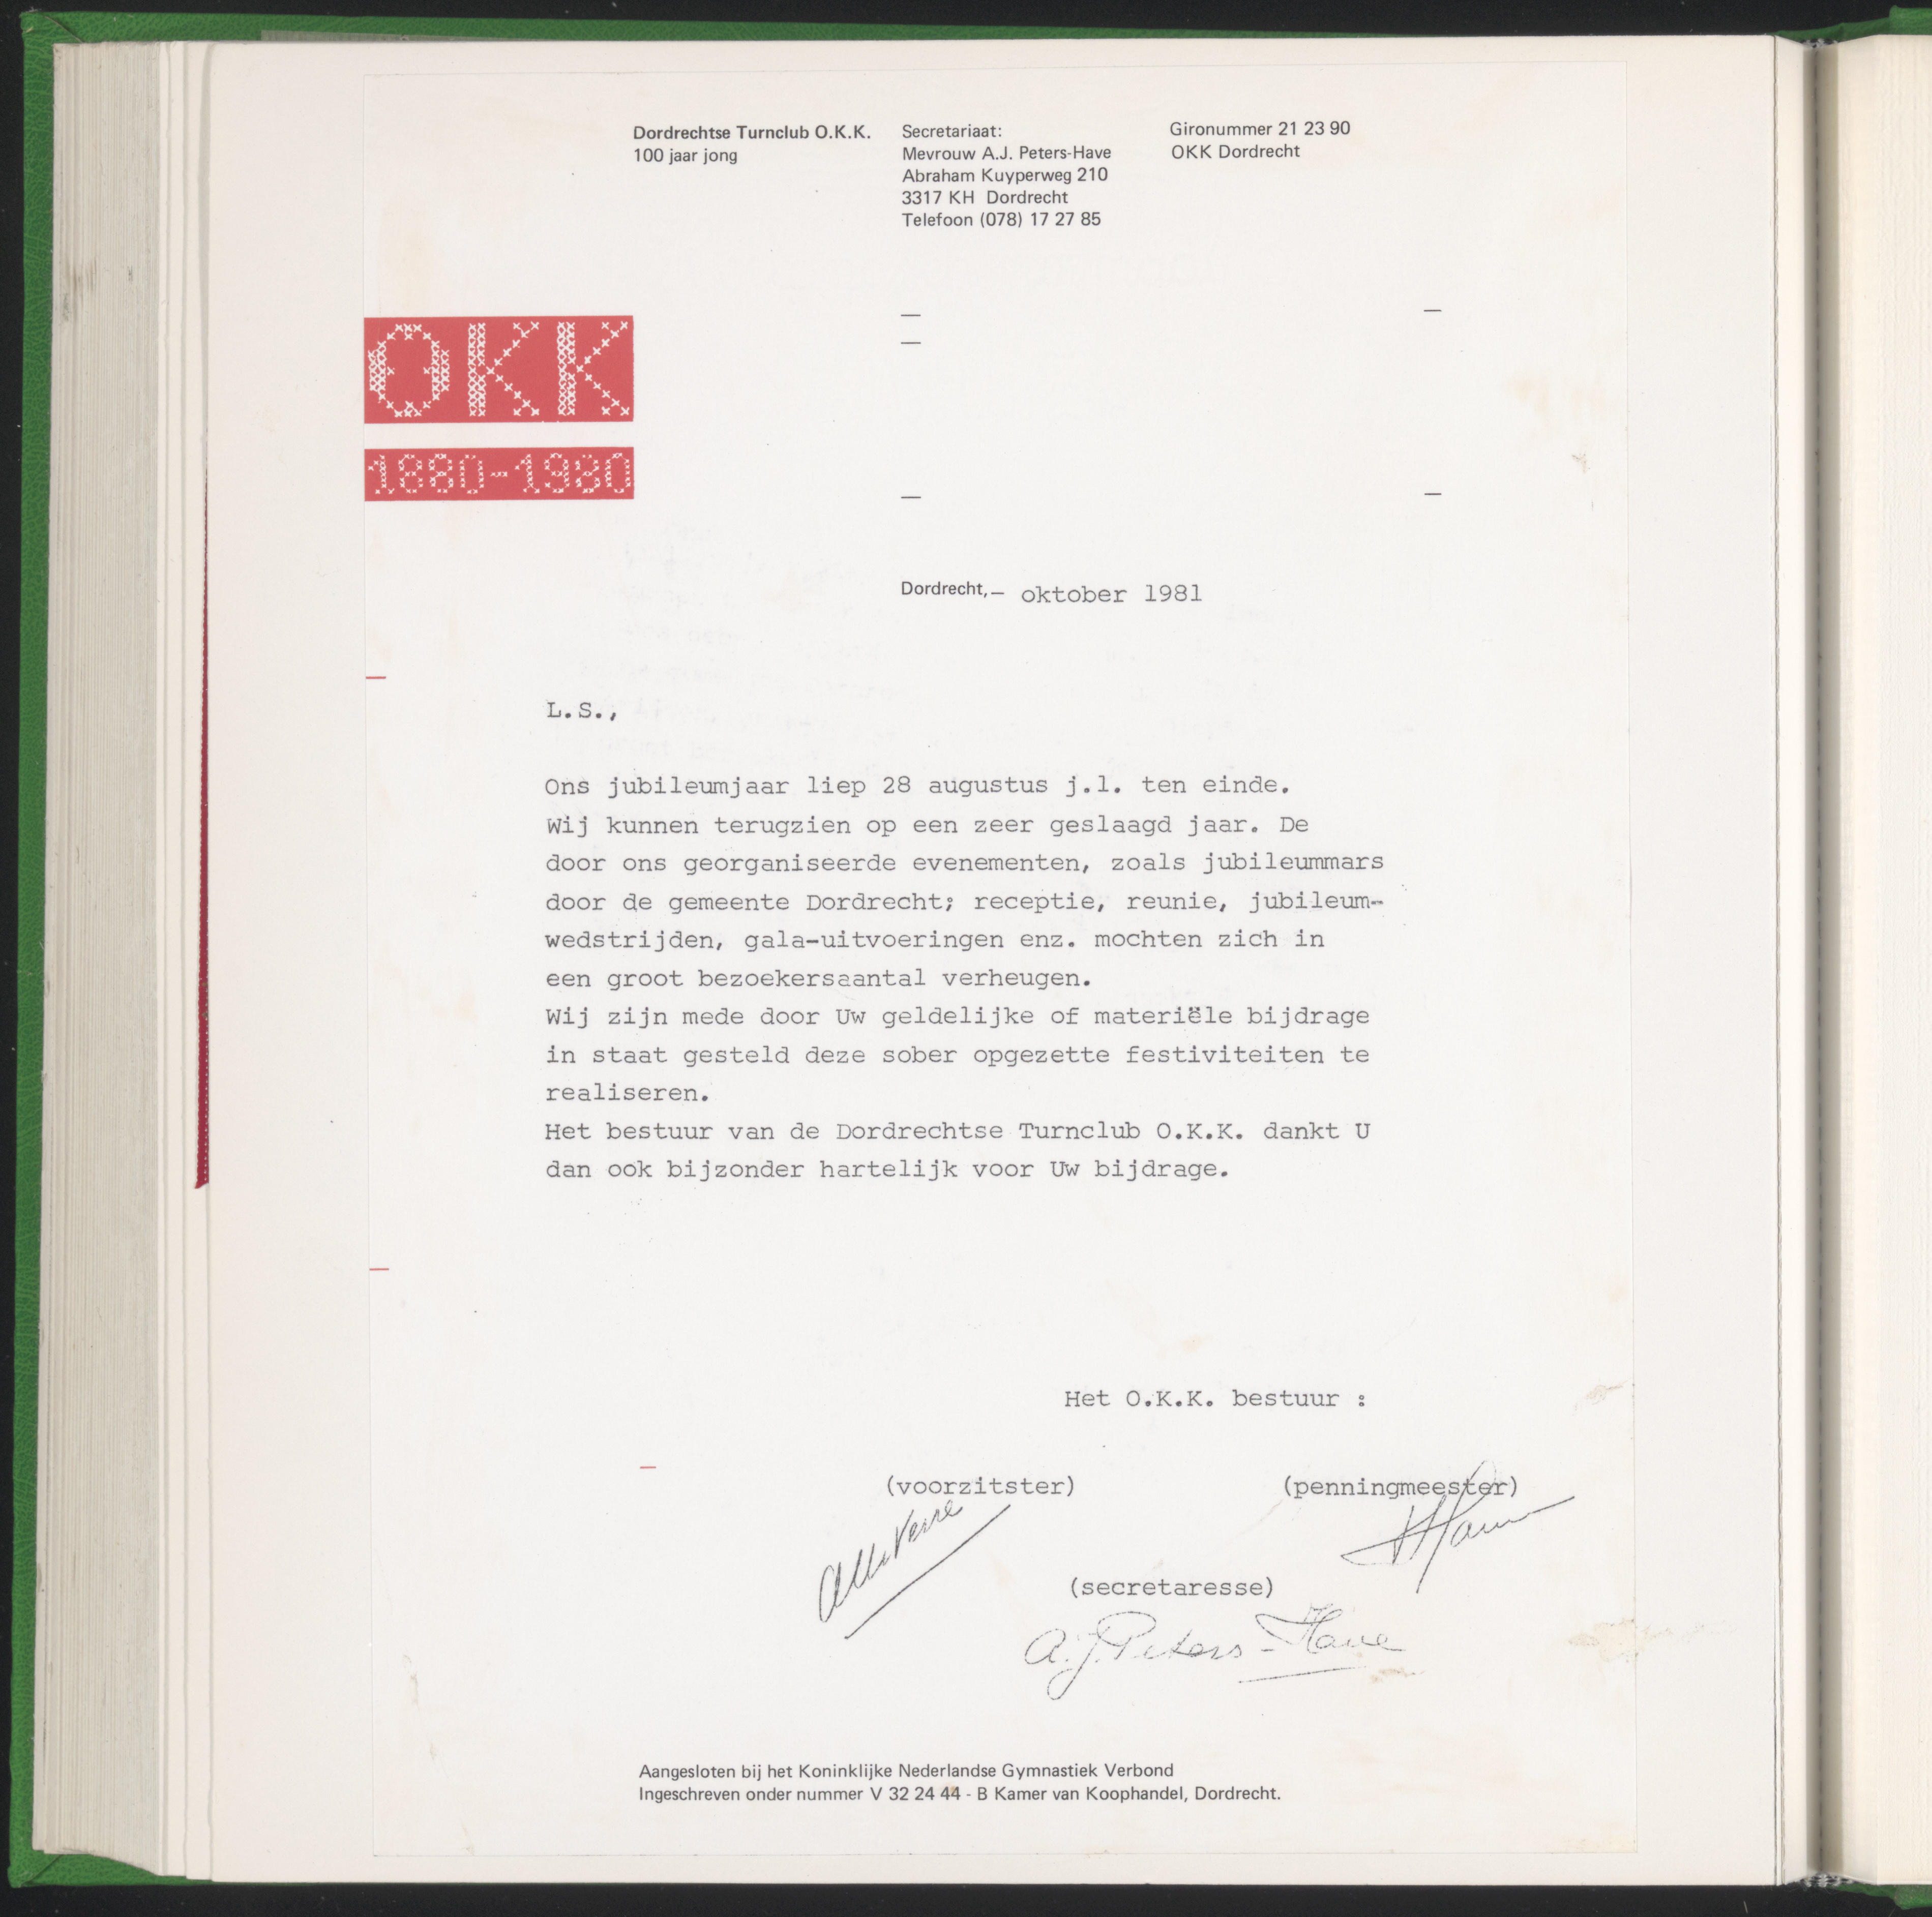 Dordrechtse Turnclub O.K.K.
100 jaar jong
Secretariaat:
Mevrouw A.J. Peters-Have
Abraham Kuyperweg 210
3317 KH Dordrecht
Telefoon (078) 17 27 85
Gironummer 21 23 90
OKK Dordrecht
OKK
1880-1980
Dordrecht, oktober 1981
L.S.,
Ons jubileumjaar liep 28 augustus j.l. ten einde.
Wij kunnen terugzien op een zeer geslaagd jaar. De
door ons georganiseerde evenementen, zoals jubileummars
door de gemeente Dordrecht; receptie, reunie, jubileum-
wedstrijden, gala-uitvoeringen enz. mochten zich in
een groot bezoekersaantal verheugen.
Wij zijn mede door Uw geldelijke of materiële bijdrage
in staat gesteld deze sober opgezette festiviteiten te
realiseren.
Het bestuur van de Dordrechtse Turnclub O.K.K. dankt U
dan ook bijzonder hartelijk voor Uw bijdrage.
Het O.K.K. bestuur :
(voorzitster) (penningmeester)
(secretaresse)
A.J. Peters-Have
Aangesloten bij het Koninklijke Nederlandse Gymnastiek Verbond
Ingeschreven onder nummer V 32 24 44 - B Kamer van Koophandel, Dordrecht.